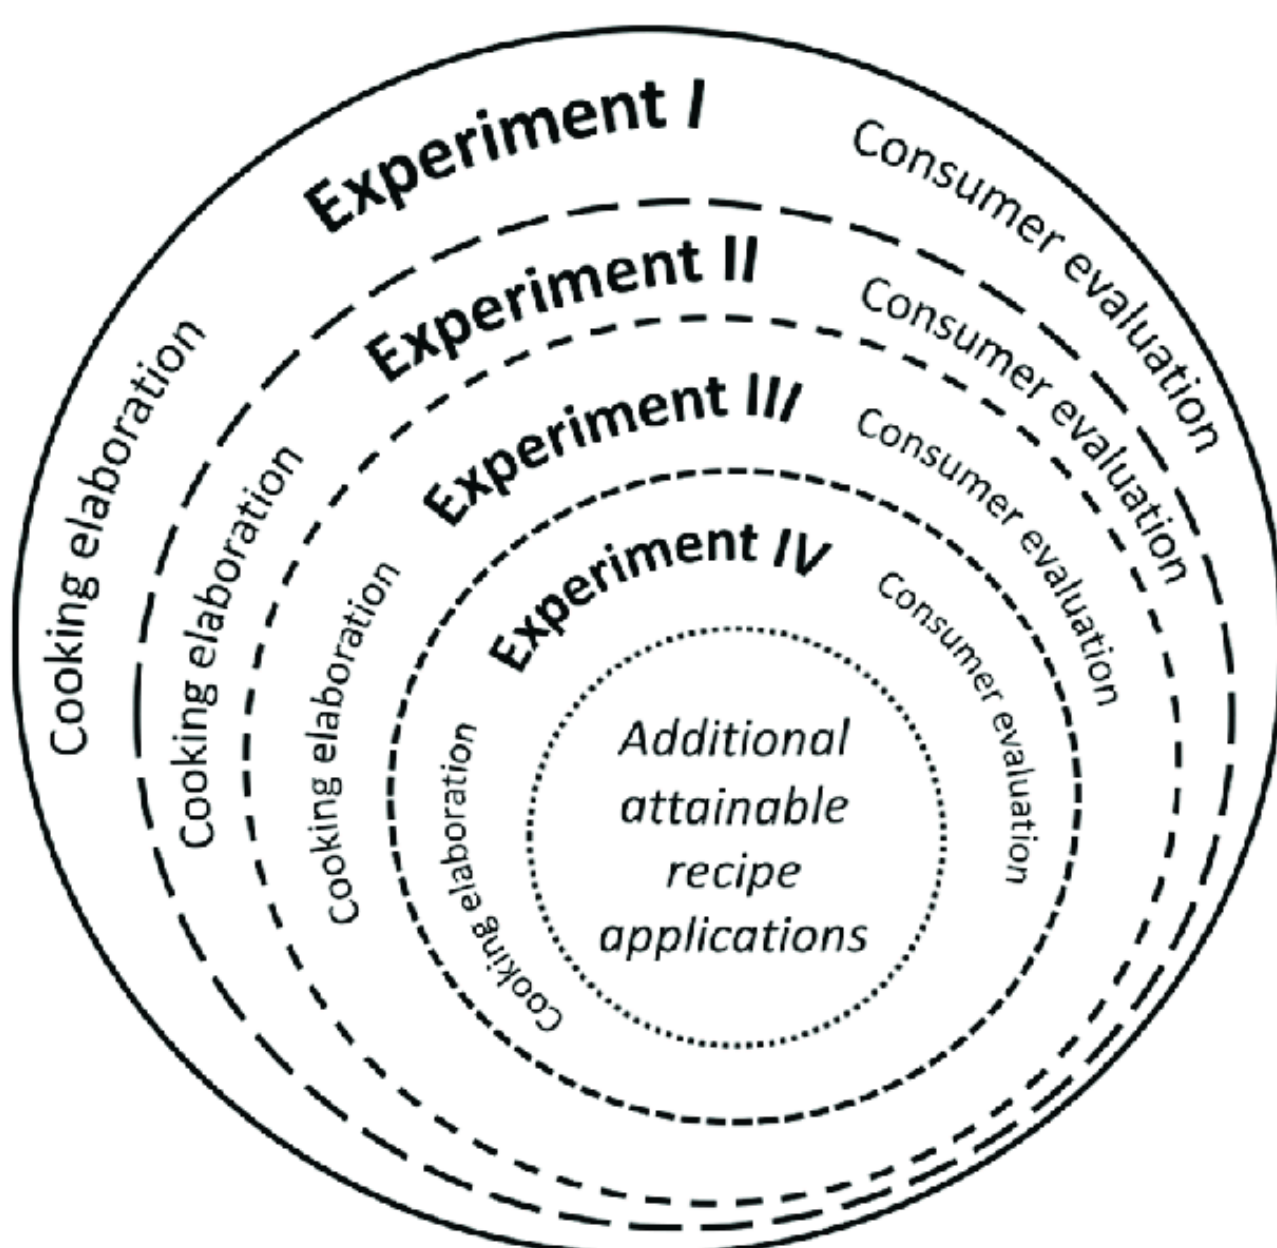 Experiment I
Consumer evaluation
Cooking elaboration
Experiment II
Consumer evaluation
Cooking elaboration
Experiment III
Consumer evaluation
Cooking elaboration
Experiment IV
Consumer evaluation
Cooking elaboration
Additional
attainable
recipe
applications